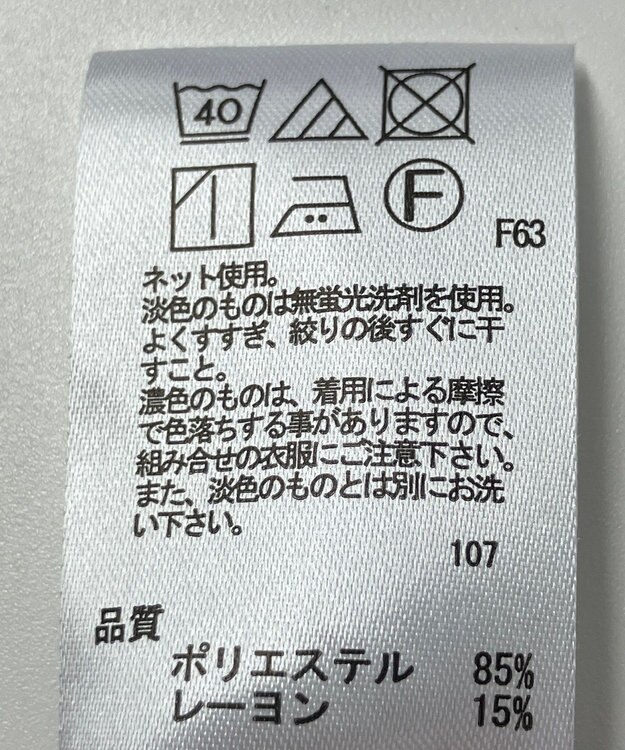 40
F
F63
ネット使用。
淡色のものは無蛍光洗剤を使用。
よくすすぎ、絞りの後すぐに干
すこと。
濃色のものは、着用による摩擦
で色落ちする事がありますので、
組み合せの衣服にご注意下さい。
また、淡色のものとは別にお洗
い下さい。
107
品質
ポリエステル 85%
レーヨン 15%